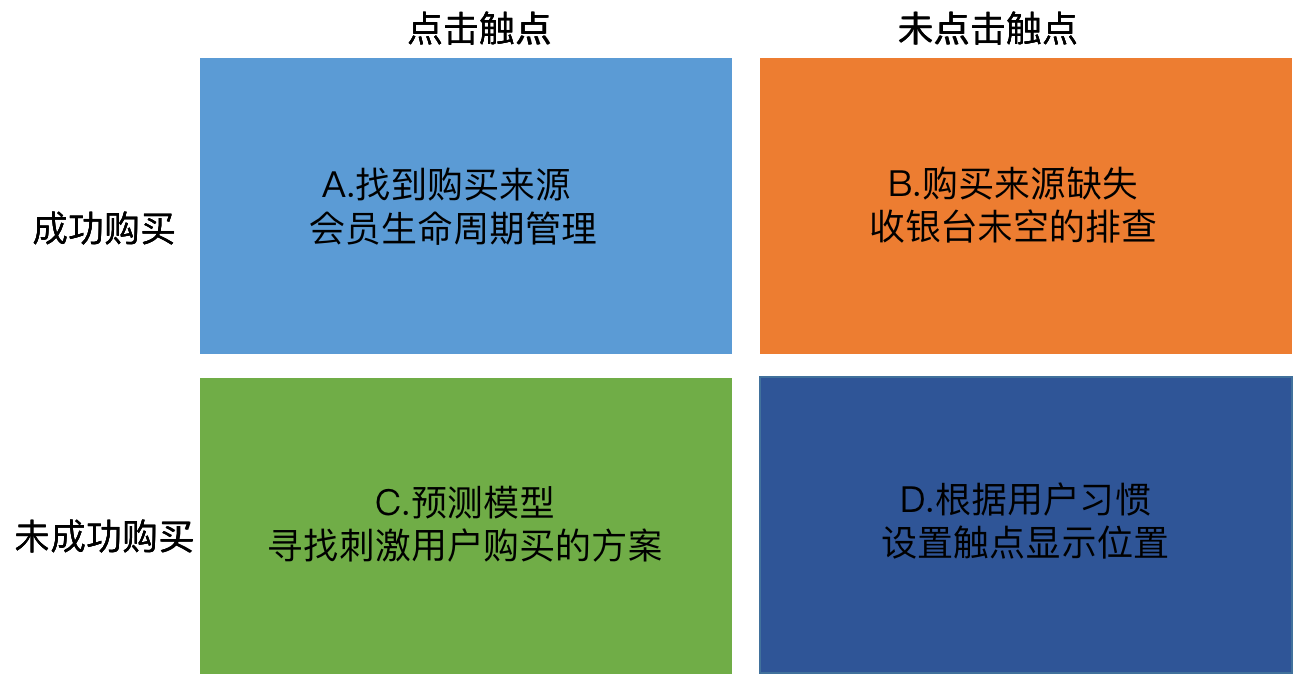 点击触点
未点击触点
成功购买
A.找到购买来源
会员生命周期管理
B.购买来源缺失
收银台未空的排查
未成功购买
C.预测模型
寻找刺激用户购买的方案
D.根据用户习惯
设置触点显示位置